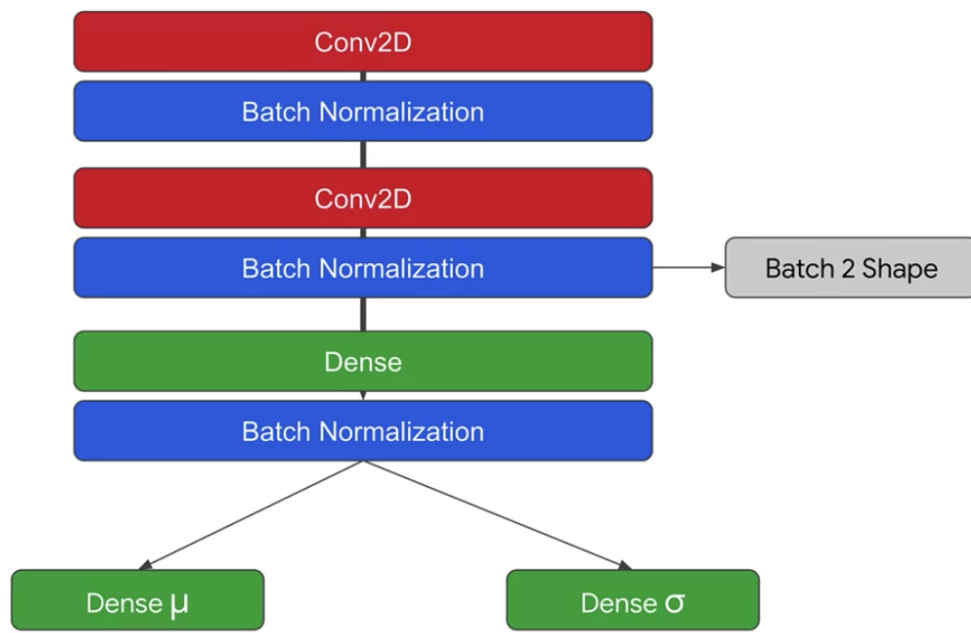 Conv2D
Batch Normalization
Conv2D
Batch Normalization
Batch 2 Shape
Dense
Batch Normalization
Dense μ
Dense σ